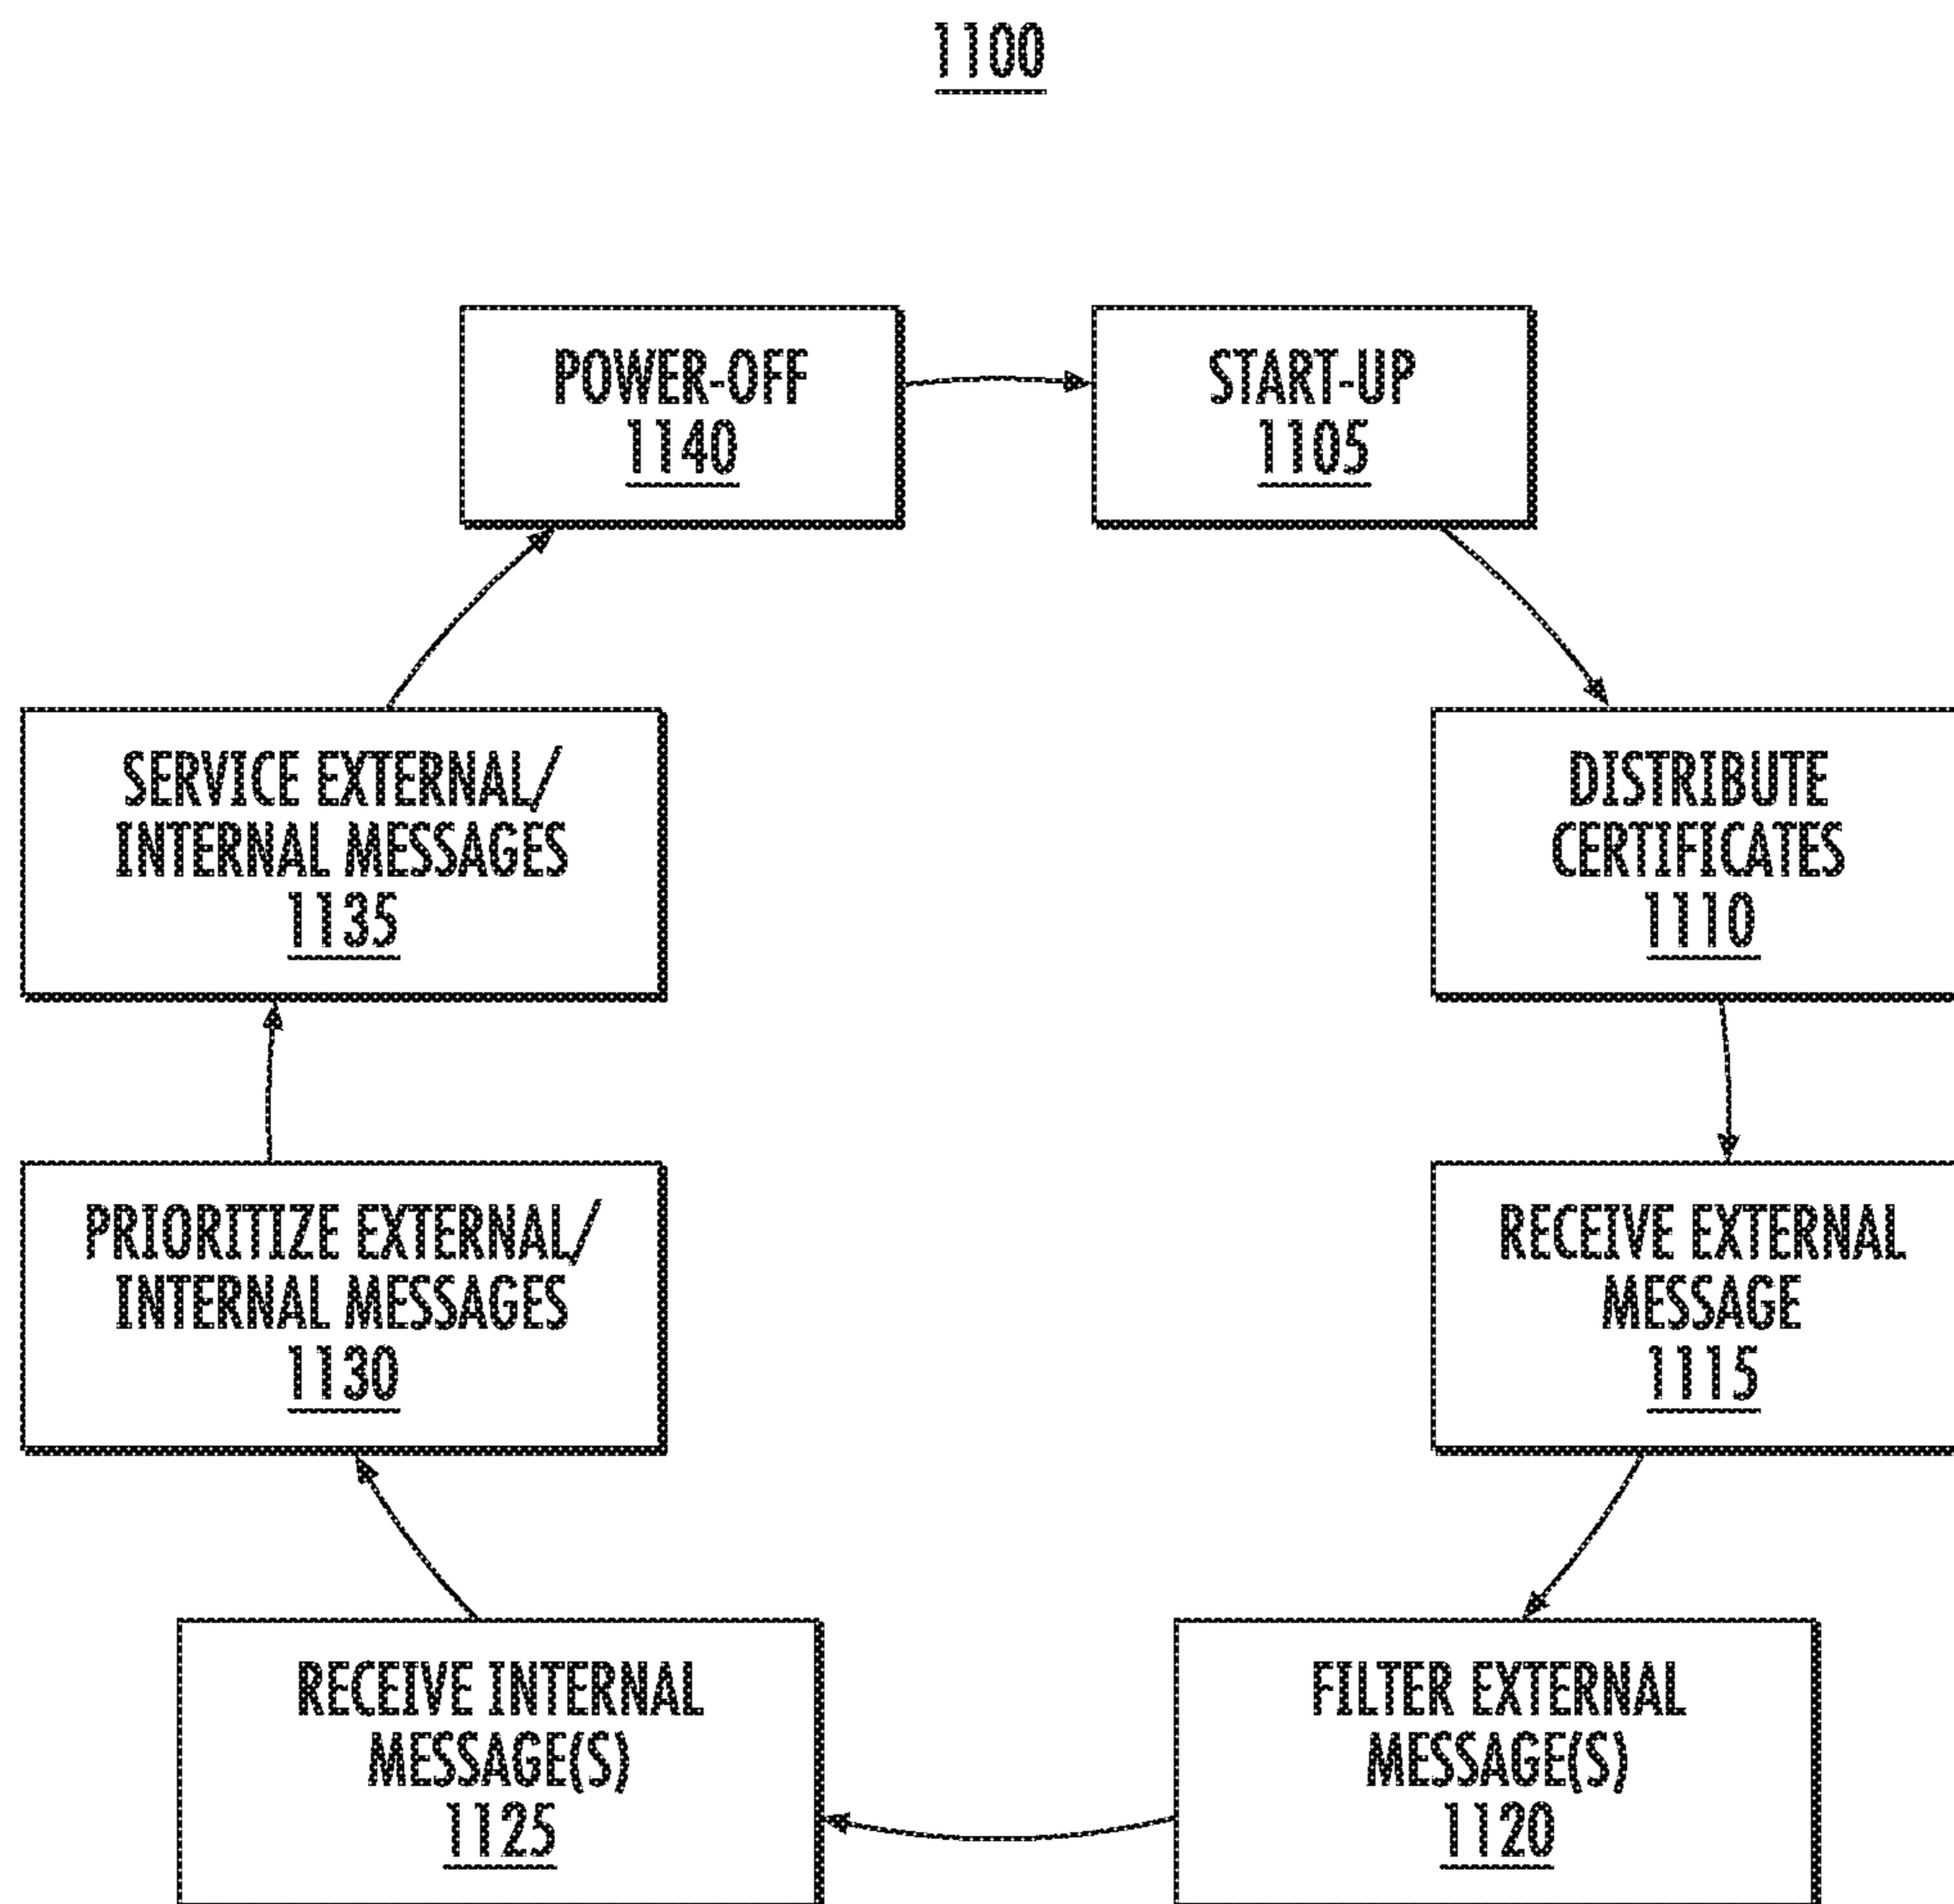 1100
POWER-OFF
1140
START-UP
1105
SERVICE EXTERNAL/
INTERNAL MESSAGES
1135
DISTRIBUTE
CERTIFICATES
1110
PRIORITIZE EXTERNAL/
INTERNAL MESSAGES
1130
RECEIVE EXTERNAL
MESSAGE
1115
RECEIVE INTERNAL
MESSAGE(S)
1125
FILTER EXTERNAL
MESSAGE(S)
1120